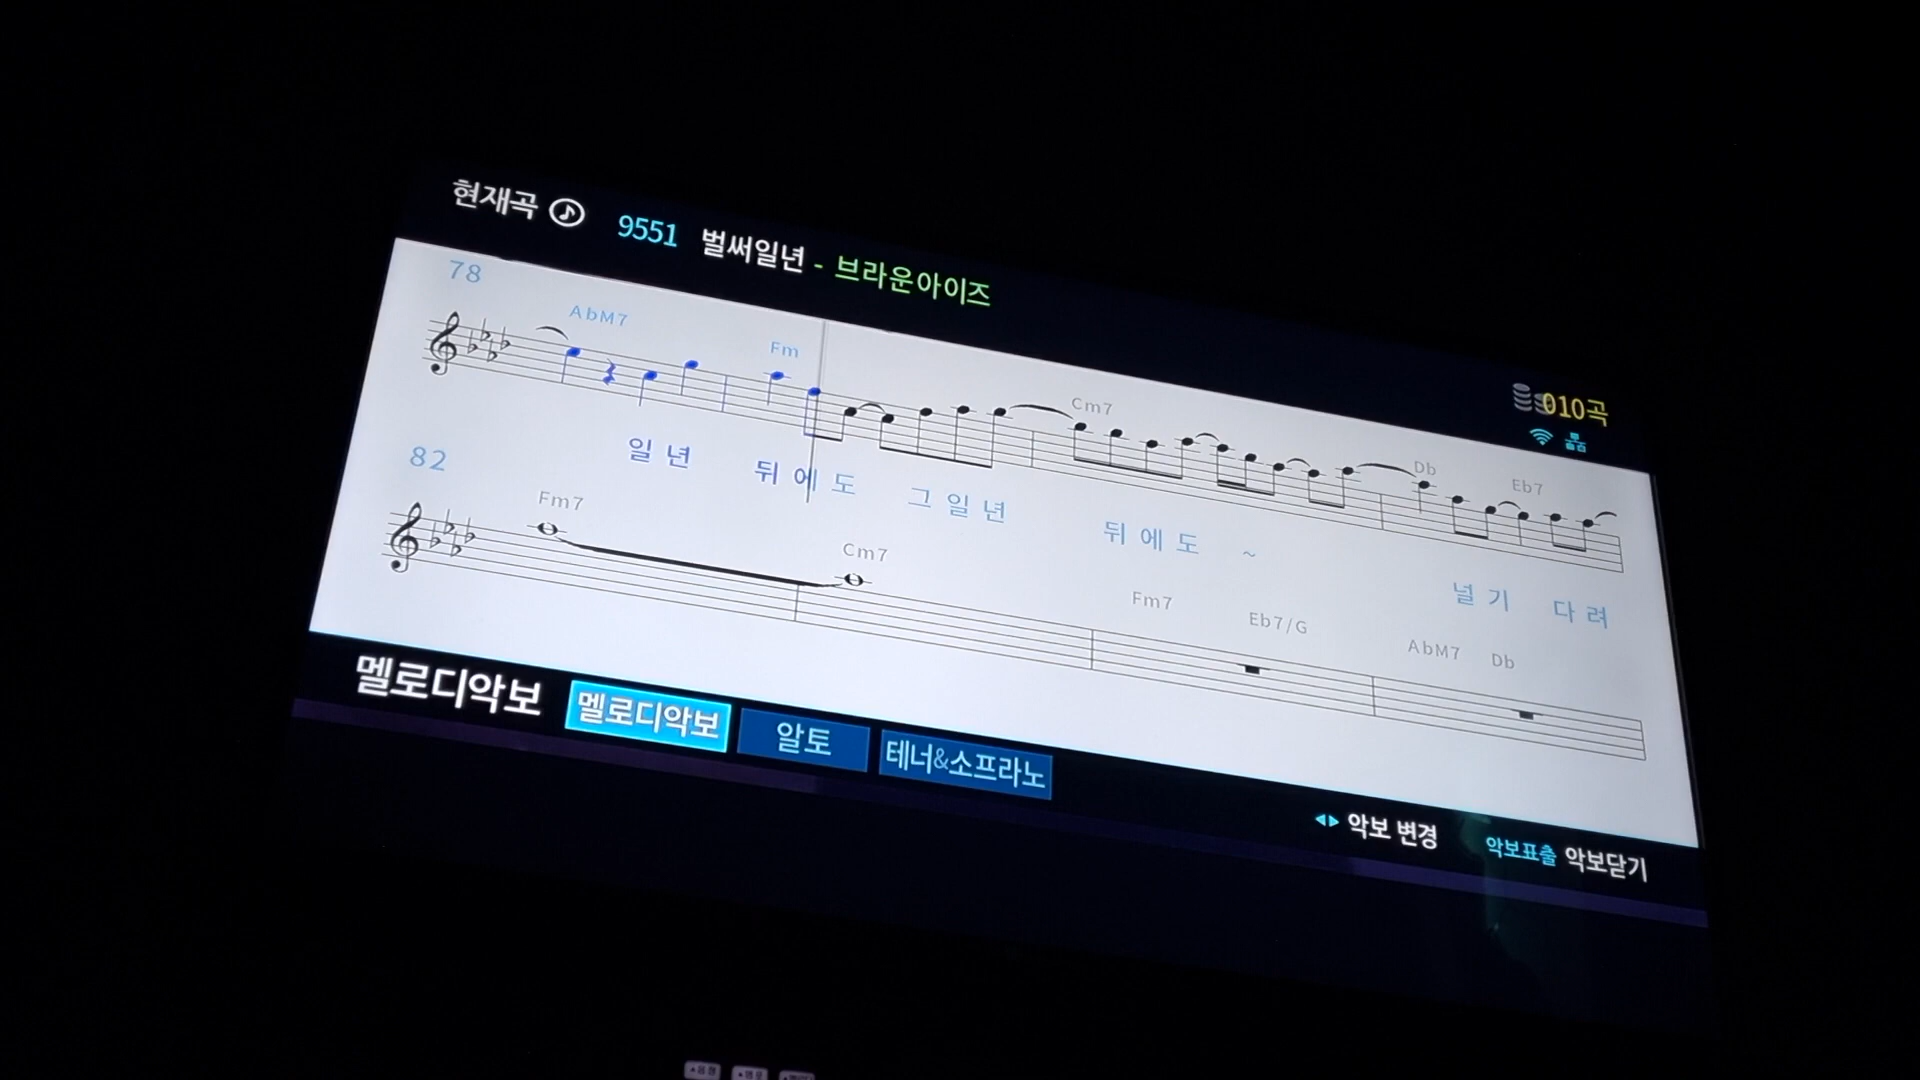 현재곡 9551 벌써일년 - 브라운아이즈
010곡
78
AbM7 Fm Cm7 Db Eb7
일 년 뒤 에 도 그 일 년 뒤 에 도 ~ 널 기 다 려
82
Fm7 Cm7 Fm7 Eb7/G AbM7 Db
멜로디악보 멜로디악보 알토 테너&소프라노
악보 변경 악보표출 악보닫기